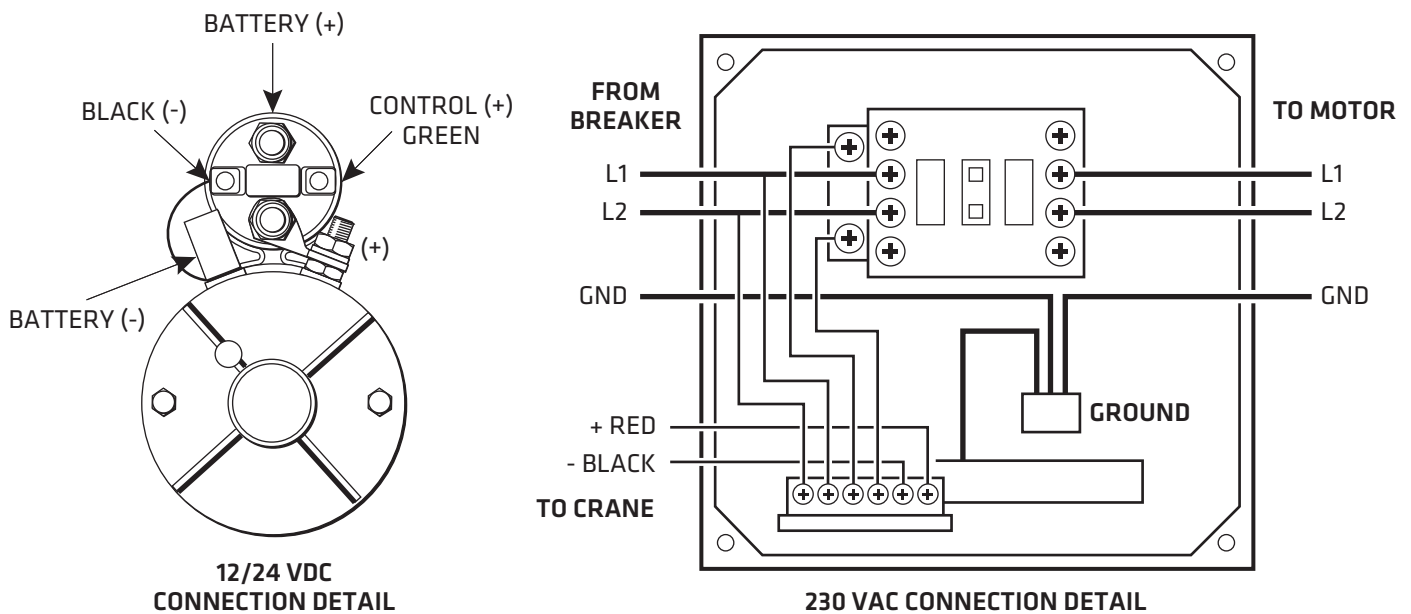 BATTERY (+)
BLACK (-)
CONTROL (+)
GREEN
(+)
BATTERY (-)
12/24 VDC
CONNECTION DETAIL
FROM
BREAKER
TO MOTOR
L1
L1
L2
L2
GND
GND
GROUND
+ RED
- BLACK
TO CRANE
230 VAC CONNECTION DETAIL